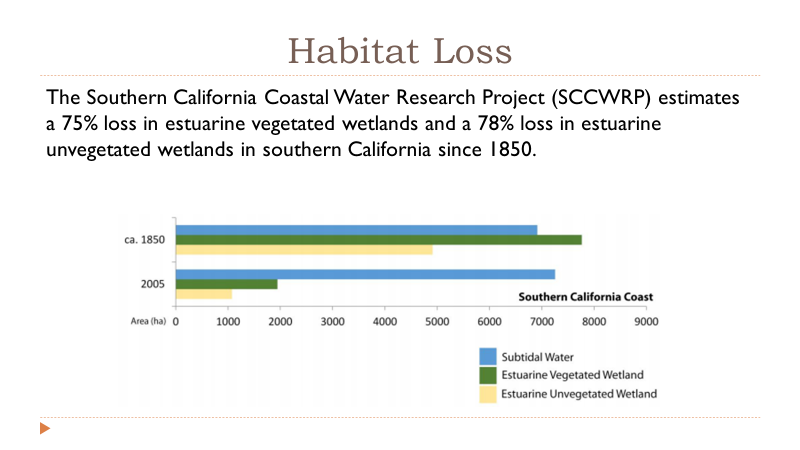 Habitat Loss
The Southern California Coastal Water Research Project (SCCWRP) estimates
a 75% loss in estuarine vegetated wetlands and a 78% loss in estuarine
unvegetated wetlands in southern California since 1850.
ca. 1850
2005
Southern California Coast
Area (ha) 0 1000 2000 3000 4000 5000 6000 7000 8000 9000
Subtidal Water
Estuarine Vegetated Wetland
Estuarine Unvegetated Wetland